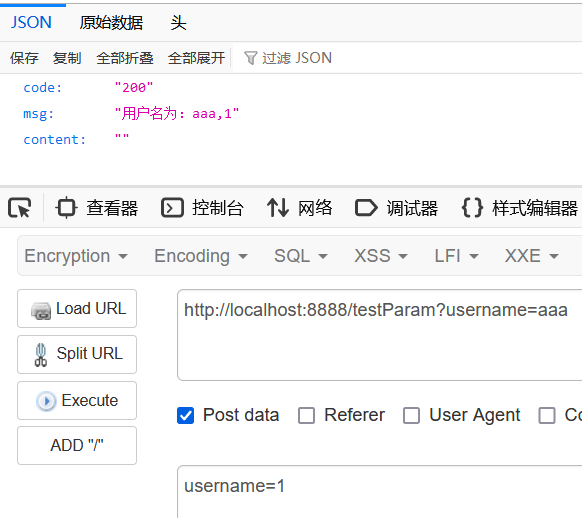 JSON 原始数据 头
保存 复制 全部折叠 全部展开 过滤 JSON
code: "200"
msg: "用户名为：aaa,1"
content: ""
查看器 控制台 网络 调试器 样式编辑器
Encryption Encoding SQL XSS LFI XXE
Load URL
http://localhost:8888/testParam?username=aaa
Split URL
Execute
Post data Referer User Agent Co
ADD "/"
username=1